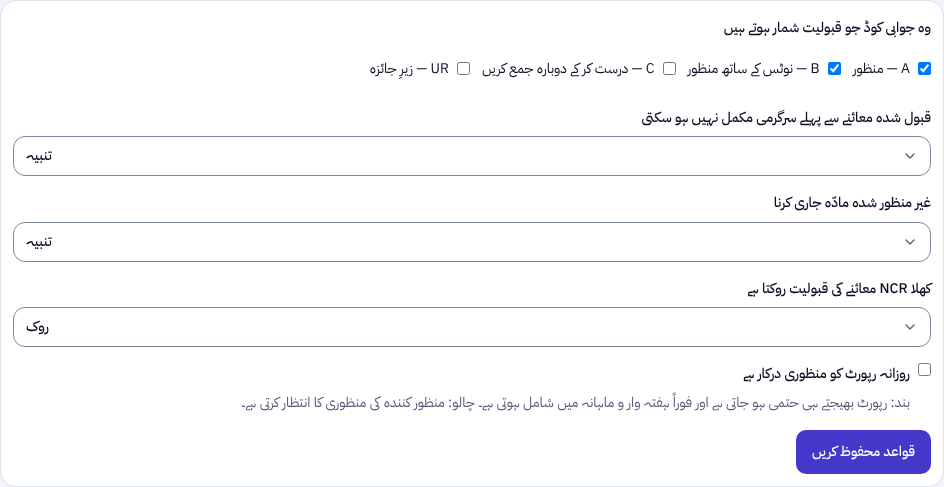 وہ جوابی کوڈ جو قبولیت شمار ہوتے ہیں
A — منظور B — نوٹس کے ساتھ منظور C — درست کر کے دوبارہ جمع کریں UR — زیرِ جائزہ
قبول شدہ معائنے سے پہلے سرگرمی مکمل نہیں ہو سکتی
تنبیہ
غیر منظور شدہ مادّہ جاری کرنا
تنبیہ
کھلا NCR معائنے کی قبولیت روکتا ہے
روک
روزانہ رپورٹ کو منظوری درکار ہے
بند: رپورٹ بھیجتے ہی حتمی ہو جاتی ہے اور فوراً ہفتہ وار و ماہانہ میں شامل ہوتی ہے۔ چالو: منظور کنندہ کی منظوری کا انتظار کرتی ہے۔
قواعد محفوظ کریں